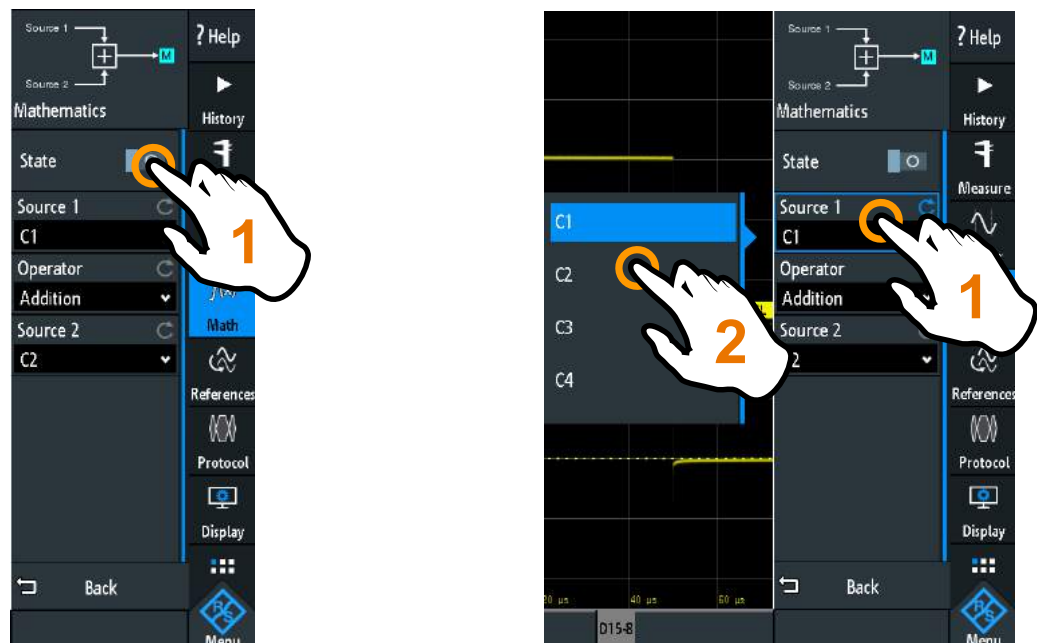 Source 1
+
M
Source 2
Mathematics
State
Source 1
C1
Operator
Addition
Source 2
C2
Back
? Help
History
Math
References
Protocol
Display
R/S
Menu
1
C1
C2
C3
C4
2
20 µs
40 µs
60 µs
D15-8
Source 1
+
M
Source 2
Mathematics
State
Source 1
C1
Operator
Addition
Source 2
2
Back
? Help
History
Measure
References
Protocol
Display
R/S
Menu
1